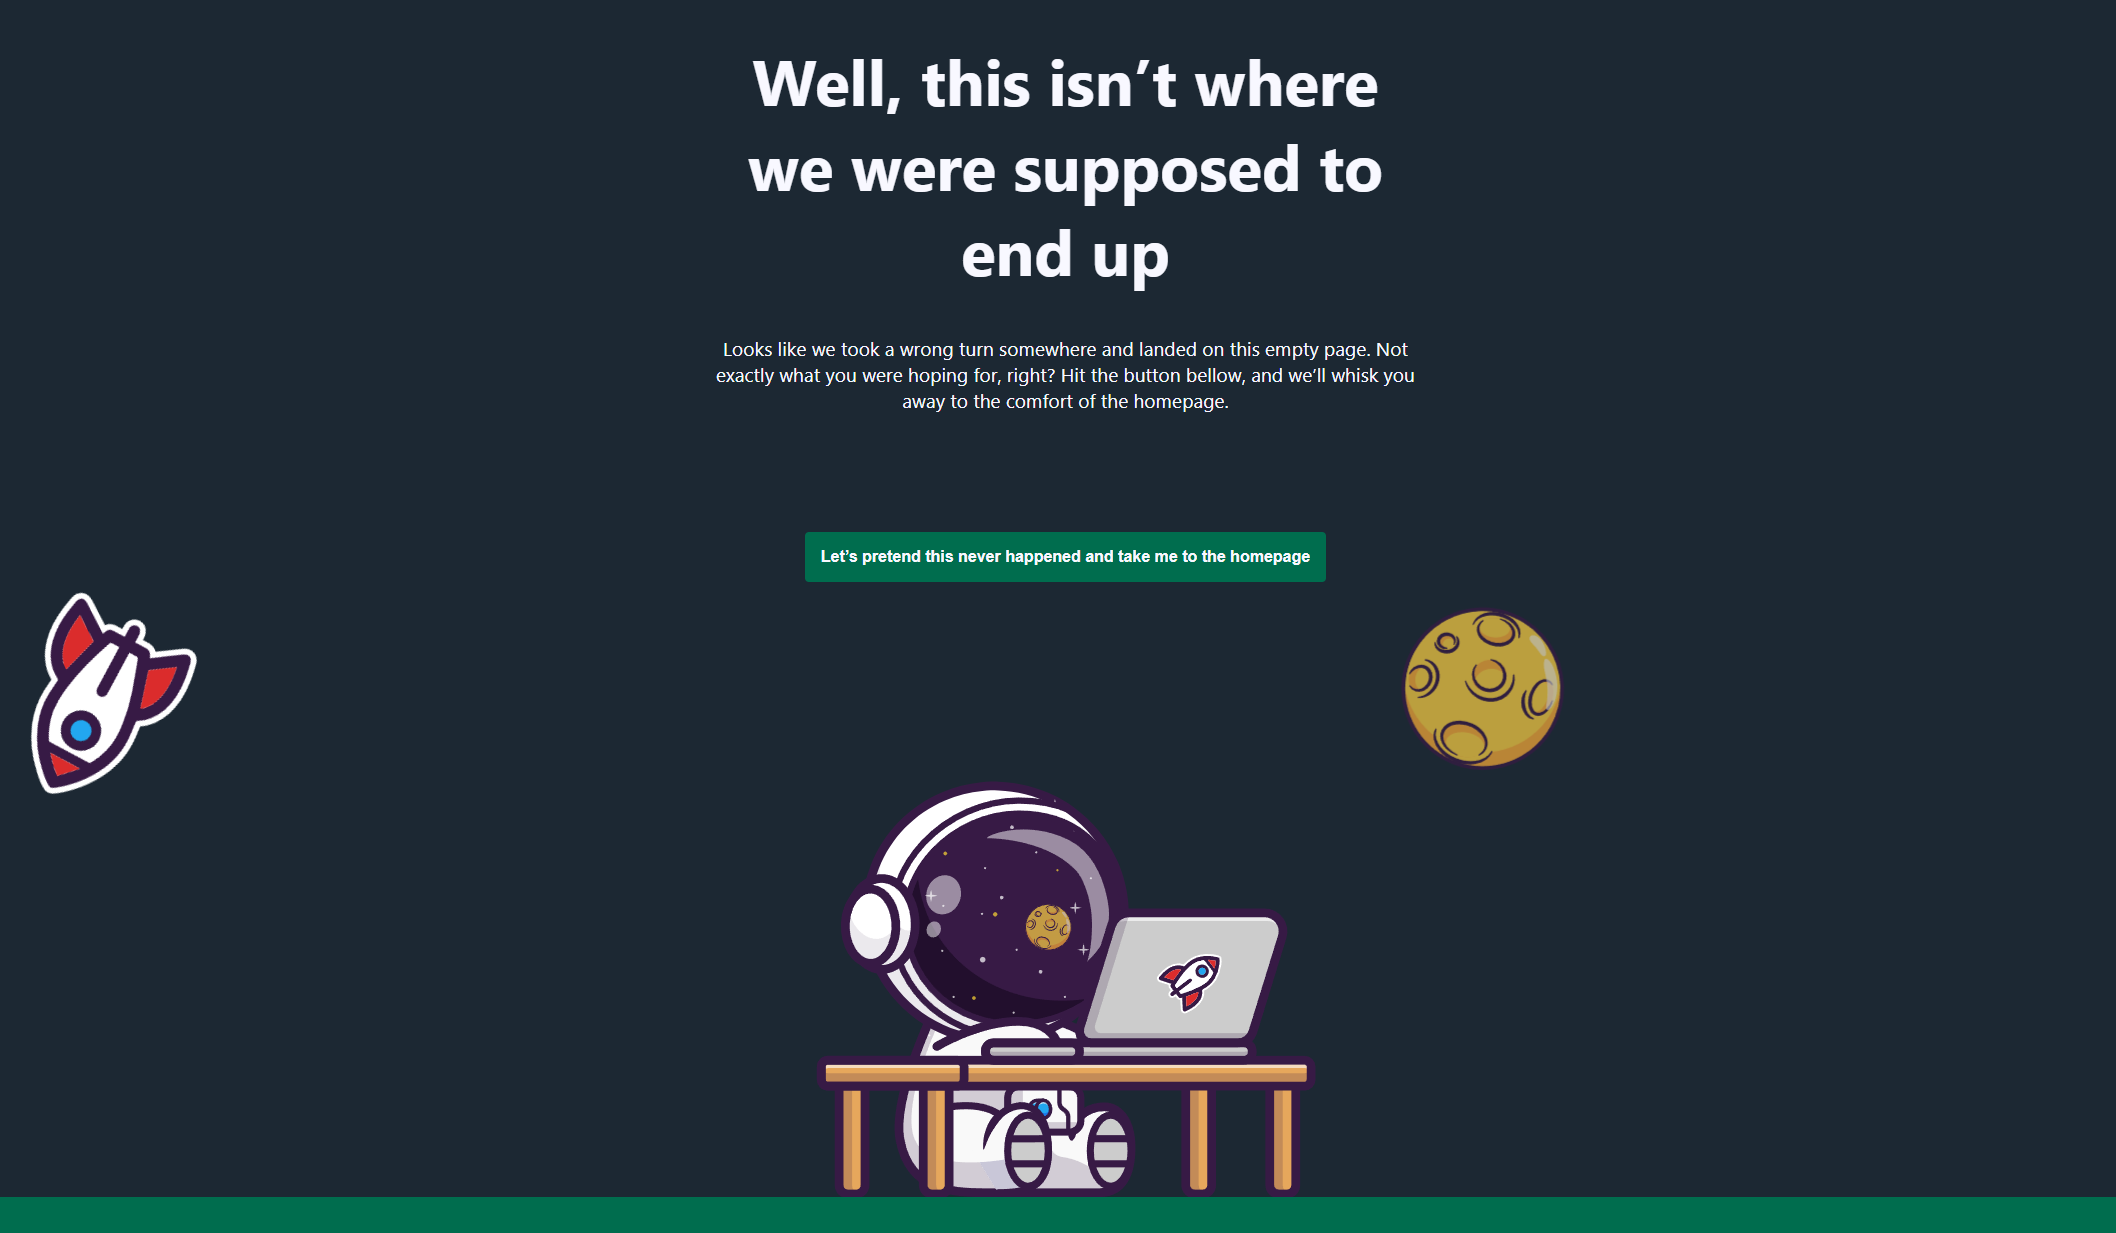 Well, this isn’t where
we were supposed to
end up
Looks like we took a wrong turn somewhere and landed on this empty page. Not
exactly what you were hoping for, right? Hit the button bellow, and we’ll whisk you
away to the comfort of the homepage.
Let’s pretend this never happened and take me to the homepage